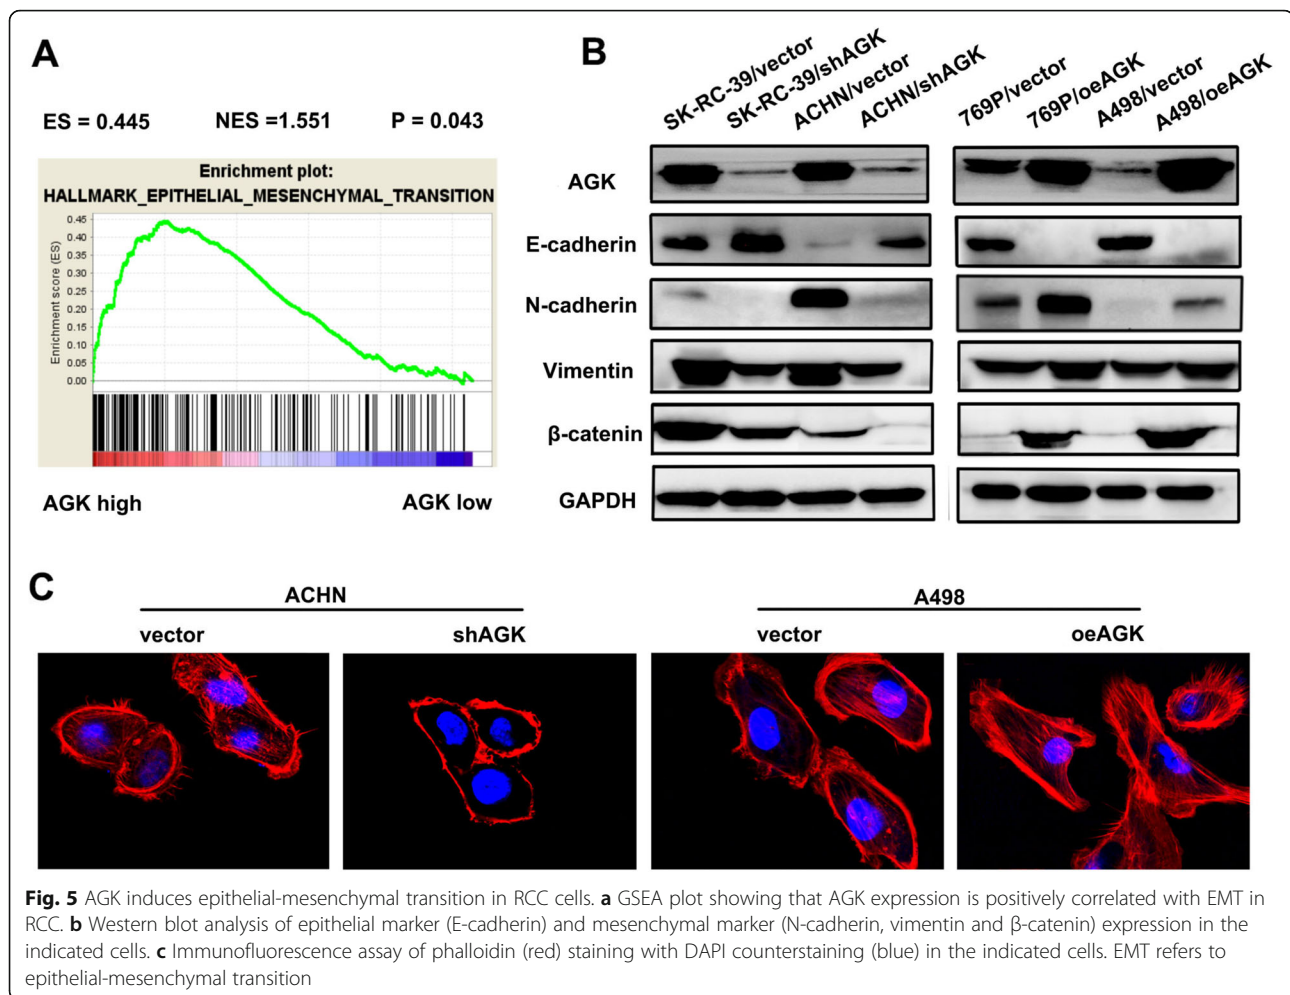 A
ES = 0.445 NES =1.551 P = 0.043
Enrichment plot:
HALLMARK_EPITHELIAL_MESENCHYMAL_TRANSITION
Enrichment score (ES)
0.45
0.40
0.35
0.30
0.25
0.20
0.15
0.10
0.05
0.00
AGK high AGK low
B
SK-RC-39/vector
SK-RC-39/shAGK
ACHN/vector
ACHN/shAGK
769P/vector
769P/oeAGK
A498/vector
A498/oeAGK
AGK
E-cadherin
N-cadherin
Vimentin
β-catenin
GAPDH
C
ACHN A498
vector shAGK vector oeAGK
Fig. 5 AGK induces epithelial-mesenchymal transition in RCC cells. a GSEA plot showing that AGK expression is positively correlated with EMT in
RCC. b Western blot analysis of epithelial marker (E-cadherin) and mesenchymal marker (N-cadherin, vimentin and β-catenin) expression in the
indicated cells. c Immunofluorescence assay of phalloidin (red) staining with DAPI counterstaining (blue) in the indicated cells. EMT refers to
epithelial-mesenchymal transition